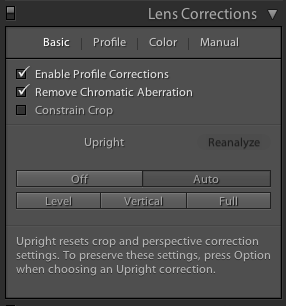 Lens Corrections
Basic | Profile | Color | Manual
Enable Profile Corrections
Remove Chromatic Aberration
Constrain Crop
Upright Reanalyze
Off Auto
Level Vertical Full
Upright resets crop and perspective correction
settings. To preserve these settings, press Option
when choosing an Upright correction.